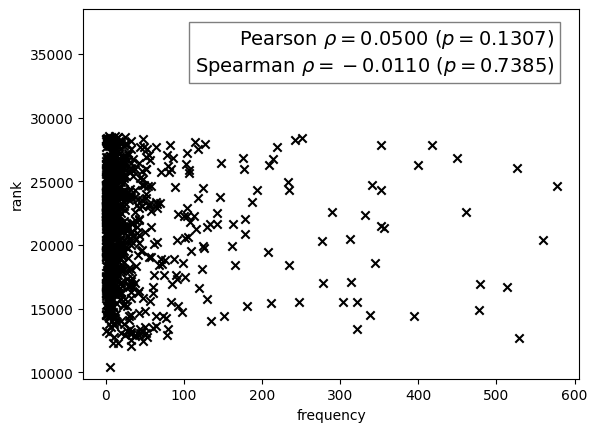 Pearson ρ = 0.0500 (p = 0.1307)
Spearman ρ = −0.0110 (p = 0.7385)
35000
30000
25000
20000
15000
10000
rank
0 100 200 300 400 500 600
frequency